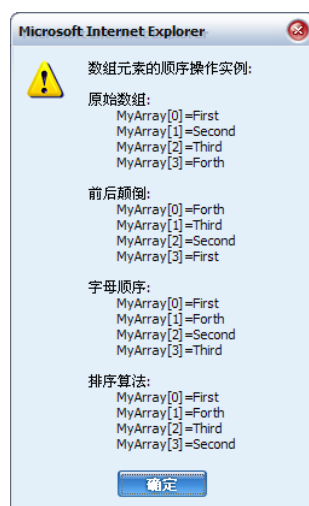 Microsoft Internet Explorer
数组元素的顺序操作实例:
原始数组:
MyArray[0]=First
MyArray[1]=Second
MyArray[2]=Third
MyArray[3]=Forth
前后颠倒:
MyArray[0]=Forth
MyArray[1]=Third
MyArray[2]=Second
MyArray[3]=First
字母顺序:
MyArray[0]=First
MyArray[1]=Forth
MyArray[2]=Second
MyArray[3]=Third
排序算法:
MyArray[0]=First
MyArray[1]=Forth
MyArray[2]=Third
MyArray[3]=Second
确定